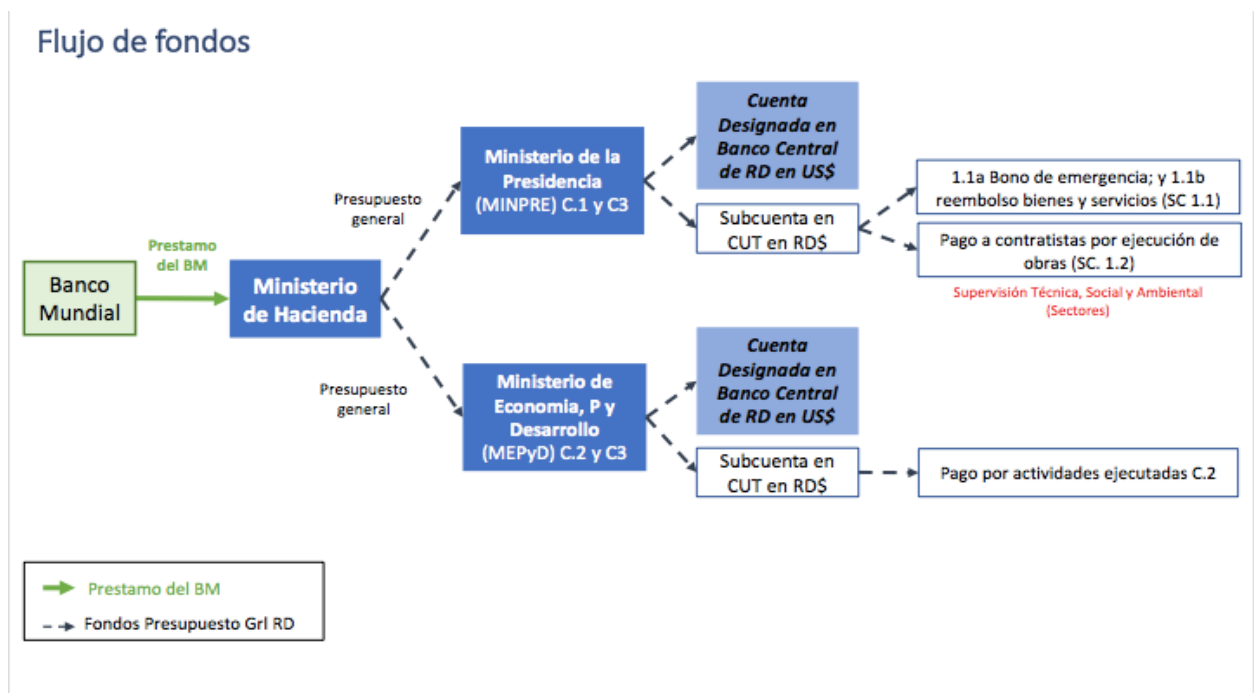 Flujo de fondos
Banco
Mundial
Prestamo
del BM
Ministerio
de Hacienda
Presupuesto
general
Presupuesto
general
Ministerio de la
Presidencia
(MINPRE) C.1 y C3
Cuenta
Designada en
Banco Central
de RD en US$
Subcuenta en
CUT en RD$
1.1a Bono de emergencia; y 1.1b
reembolso bienes y servicios (SC 1.1)
Pago a contratistas por ejecución de
obras (SC. 1.2)
Supervisión Técnica, Social y Ambiental
(Sectores)
Ministerio de
Economia, P y
Desarrollo
(MEPyD) C.2 y C3
Cuenta
Designada en
Banco Central
de RD en US$
Subcuenta en
CUT en RD$
Pago por actividades ejecutadas C.2
Prestamo del BM
Fondos Presupuesto Grl RD